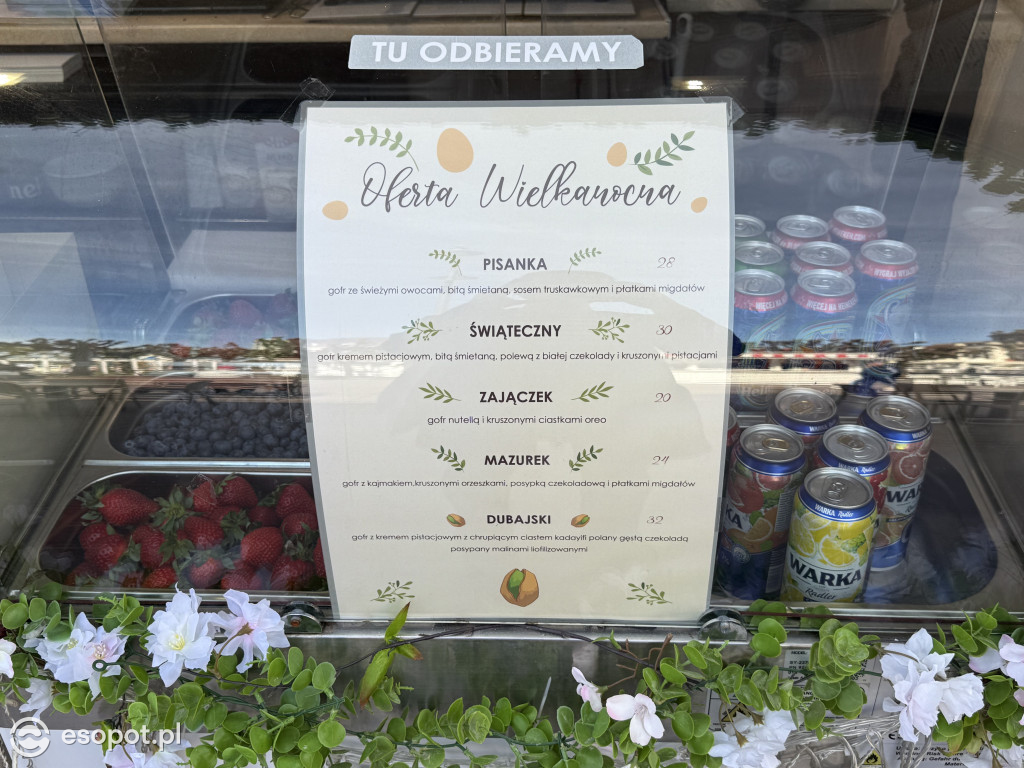 TU ODBIERAMY
Oferta Wielkanocna
PISANKA 28
gofr ze świeżymi owocami, bitą śmietaną, sosem truskawkowym i płatkami migdałów
ŚWIĄTECZNY 30
gofr kremem pistacjowym, bitą śmietaną, polewą z białej czekolady i kruszonymi pistacjami
ZAJĄCZEK 20
gofr nutellą i kruszonymi ciastkami oreo
MAZUREK 24
gofr z kajmakiem,kruszonymi orzeszkami, posypką czekoladową i płatkami migdałów
DUBAJSKI 32
gofr z kremem pistacjowym z chrupiącym ciastem kadayifi polany gęstą czekoladą
posypany malinami liofilizowanymi
WARKA
Radler
WARKA
esopot.pl